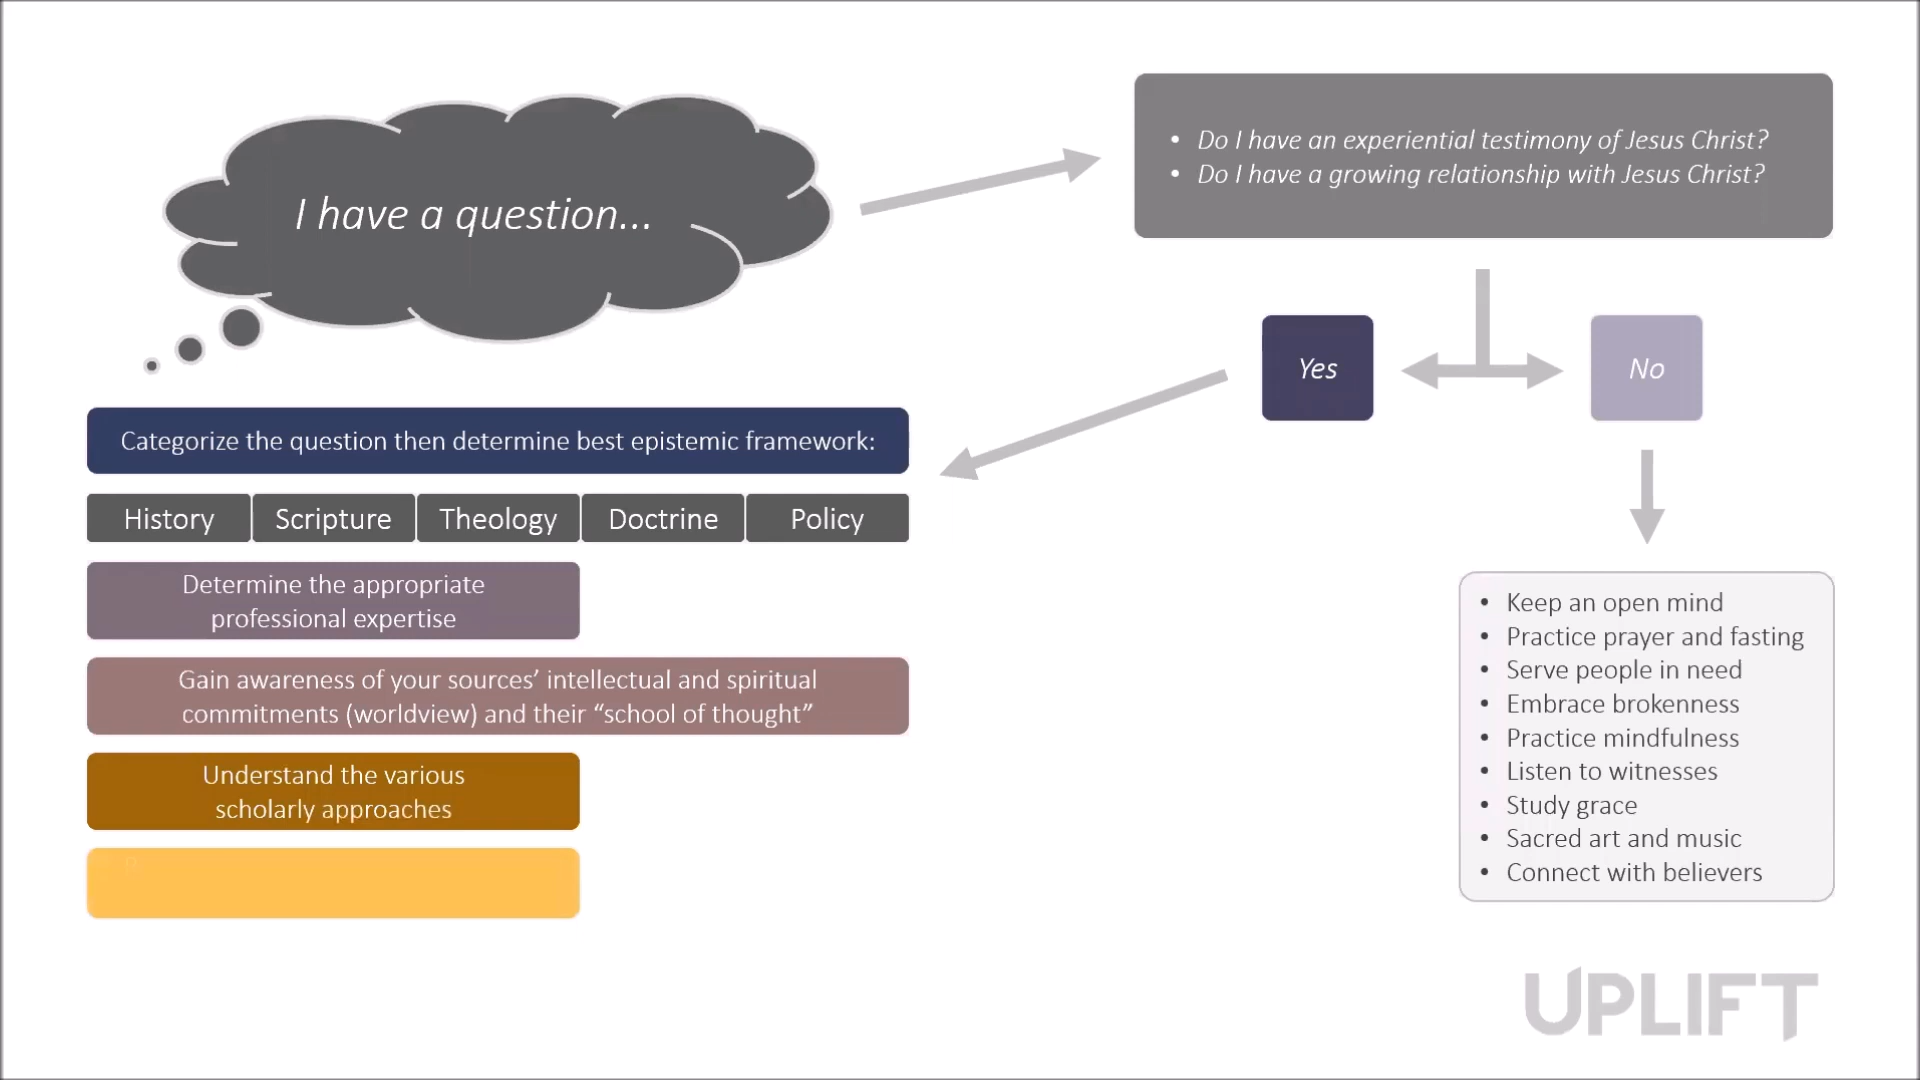 I have a question...
• Do I have an experiential testimony of Jesus Christ?
• Do I have a growing relationship with Jesus Christ?
Yes
No
Categorize the question then determine best epistemic framework:
History Scripture Theology Doctrine Policy
Determine the appropriate
professional expertise
Gain awareness of your sources’ intellectual and spiritual
commitments (worldview) and their “school of thought”
Understand the various
scholarly approaches
• Keep an open mind
• Practice prayer and fasting
• Serve people in need
• Embrace brokenness
• Practice mindfulness
• Listen to witnesses
• Study grace
• Sacred art and music
• Connect with believers
UPLIFT